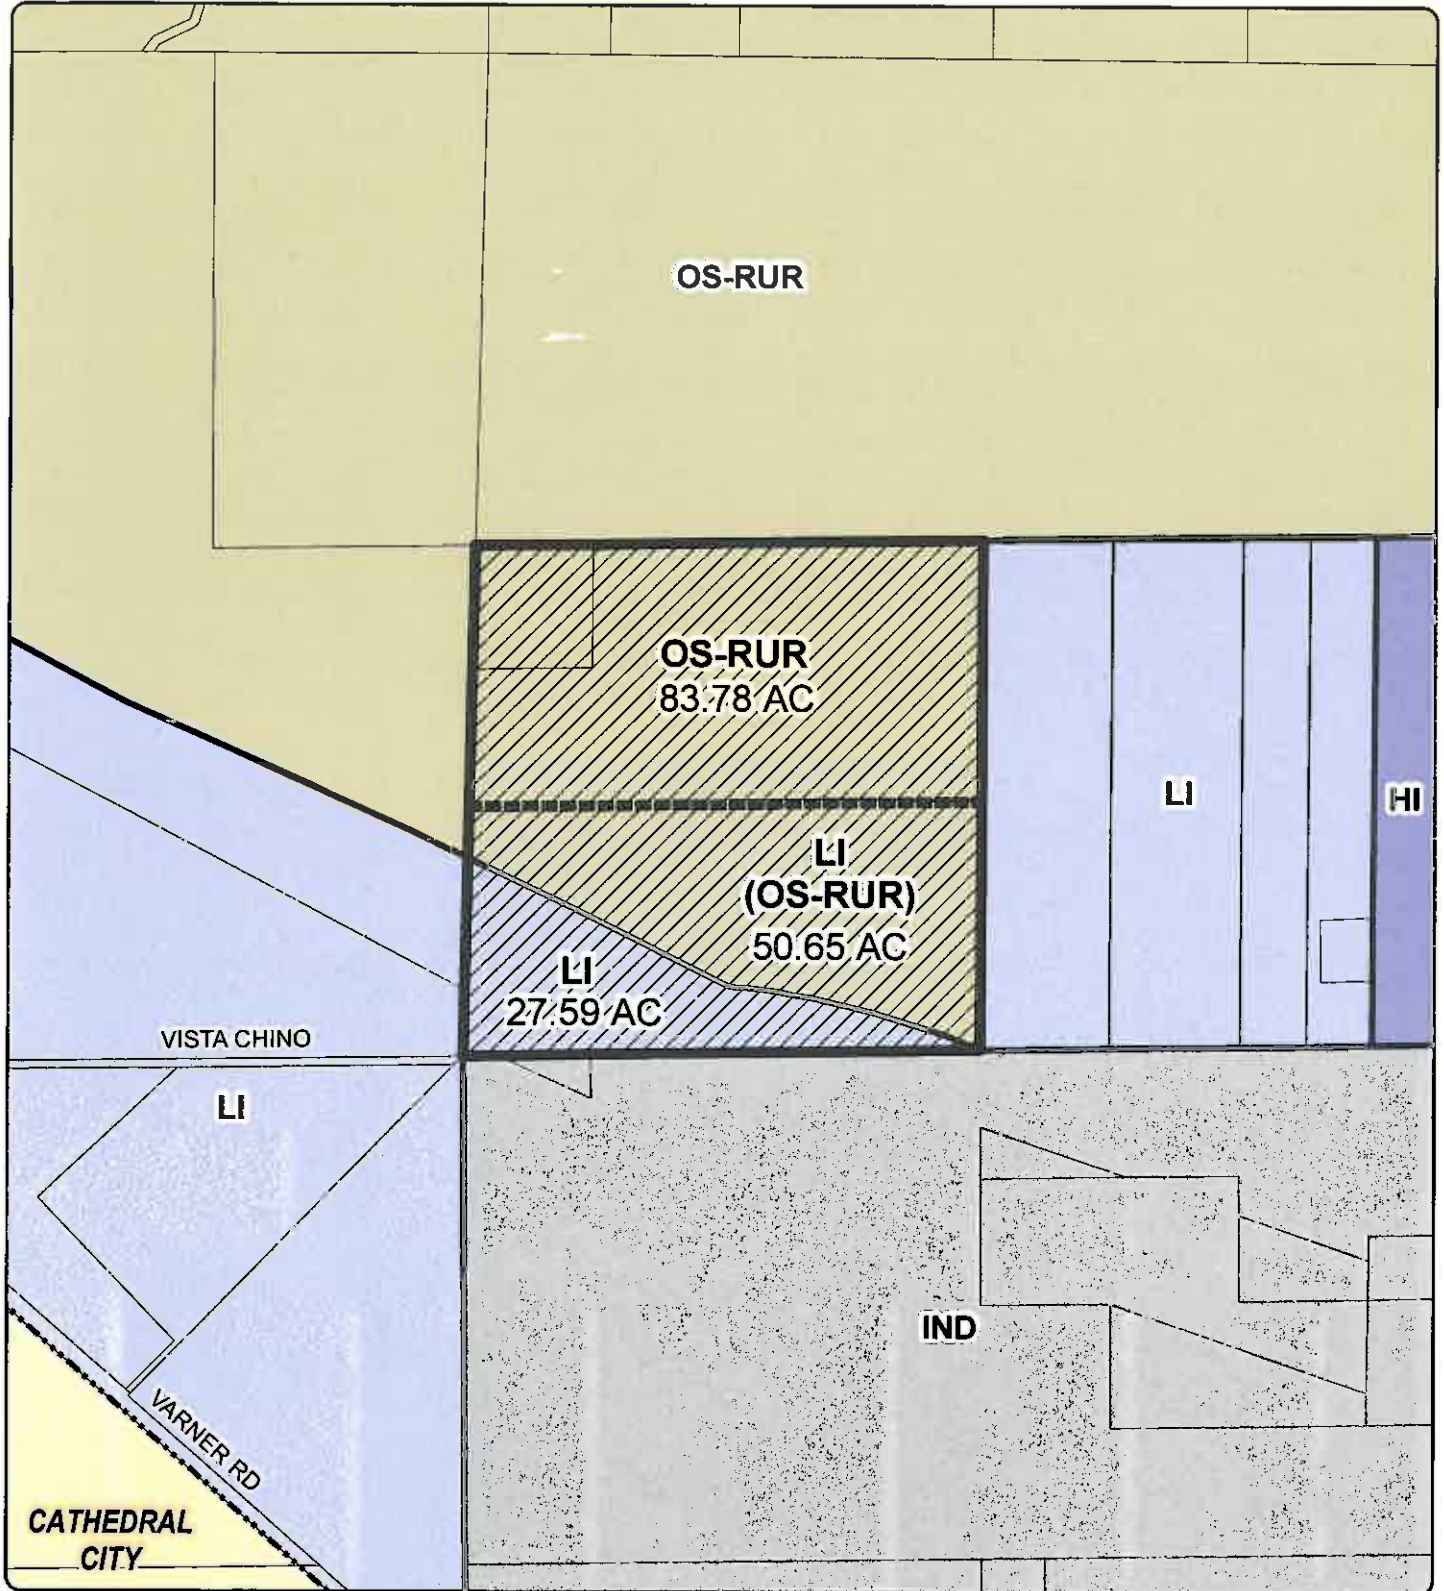 OS-RUR
OS-RUR
83.78 AC
LI
HI
LI
(OS-RUR)
50.65 AC
LI
27.59 AC
VISTA CHINO
LI
IND
VARNER RD
CATHEDRAL
CITY